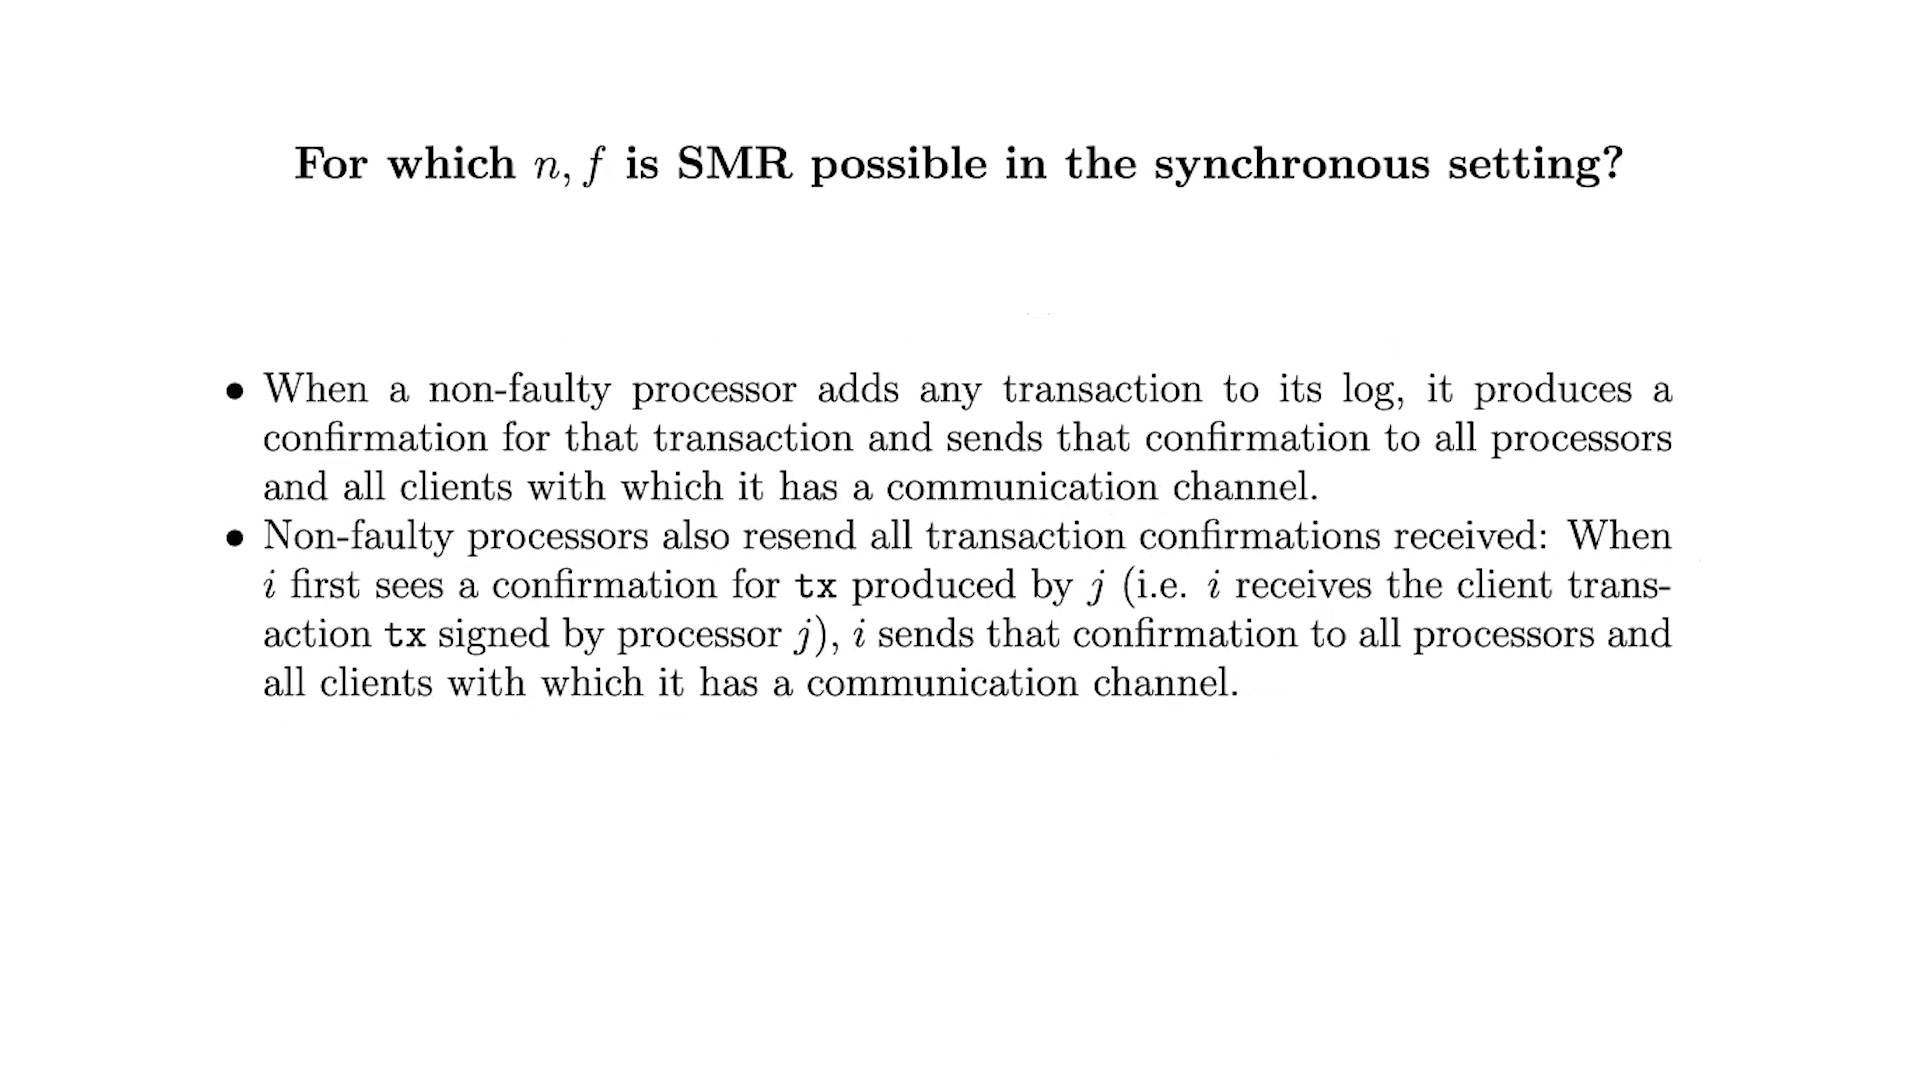 For which n, f is SMR possible in the synchronous setting?
• When a non-faulty processor adds any transaction to its log, it produces a
confirmation for that transaction and sends that confirmation to all processors
and all clients with which it has a communication channel.
• Non-faulty processors also resend all transaction confirmations received: When
i first sees a confirmation for tx produced by j (i.e. i receives the client trans-
action tx signed by processor j), i sends that confirmation to all processors and
all clients with which it has a communication channel.